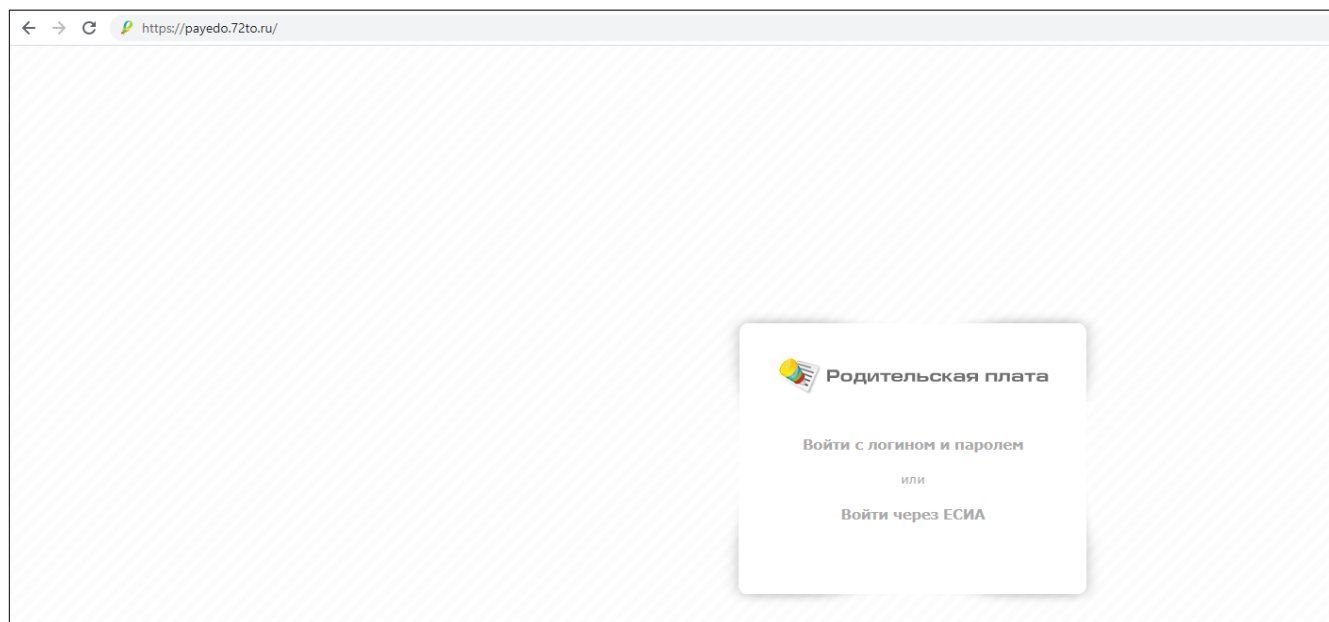 https://payedo.72to.ru/
Родительская плата
Войти с логином и паролем
или
Войти через ЕСИА